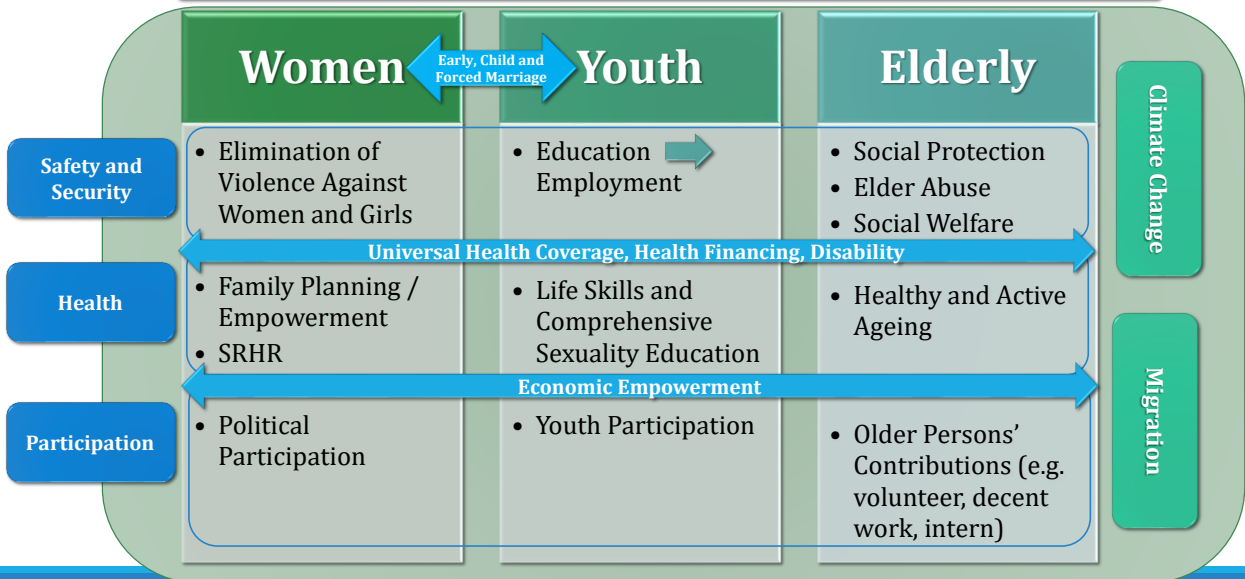 Women
Early, Child and
Forced Marriage
Youth
Elderly
Climate Change
Safety and
Security
• Elimination of
Violence Against
Women and Girls
• Education
Employment
• Social Protection
• Elder Abuse
• Social Welfare
Universal Health Coverage, Health Financing, Disability
Health
• Family Planning /
Empowerment
• SRHR
• Life Skills and
Comprehensive
Sexuality Education
• Healthy and Active
Ageing
Migration
Economic Empowerment
Participation
• Political
Participation
• Youth Participation
• Older Persons’
Contributions (e.g.
volunteer, decent
work, intern)